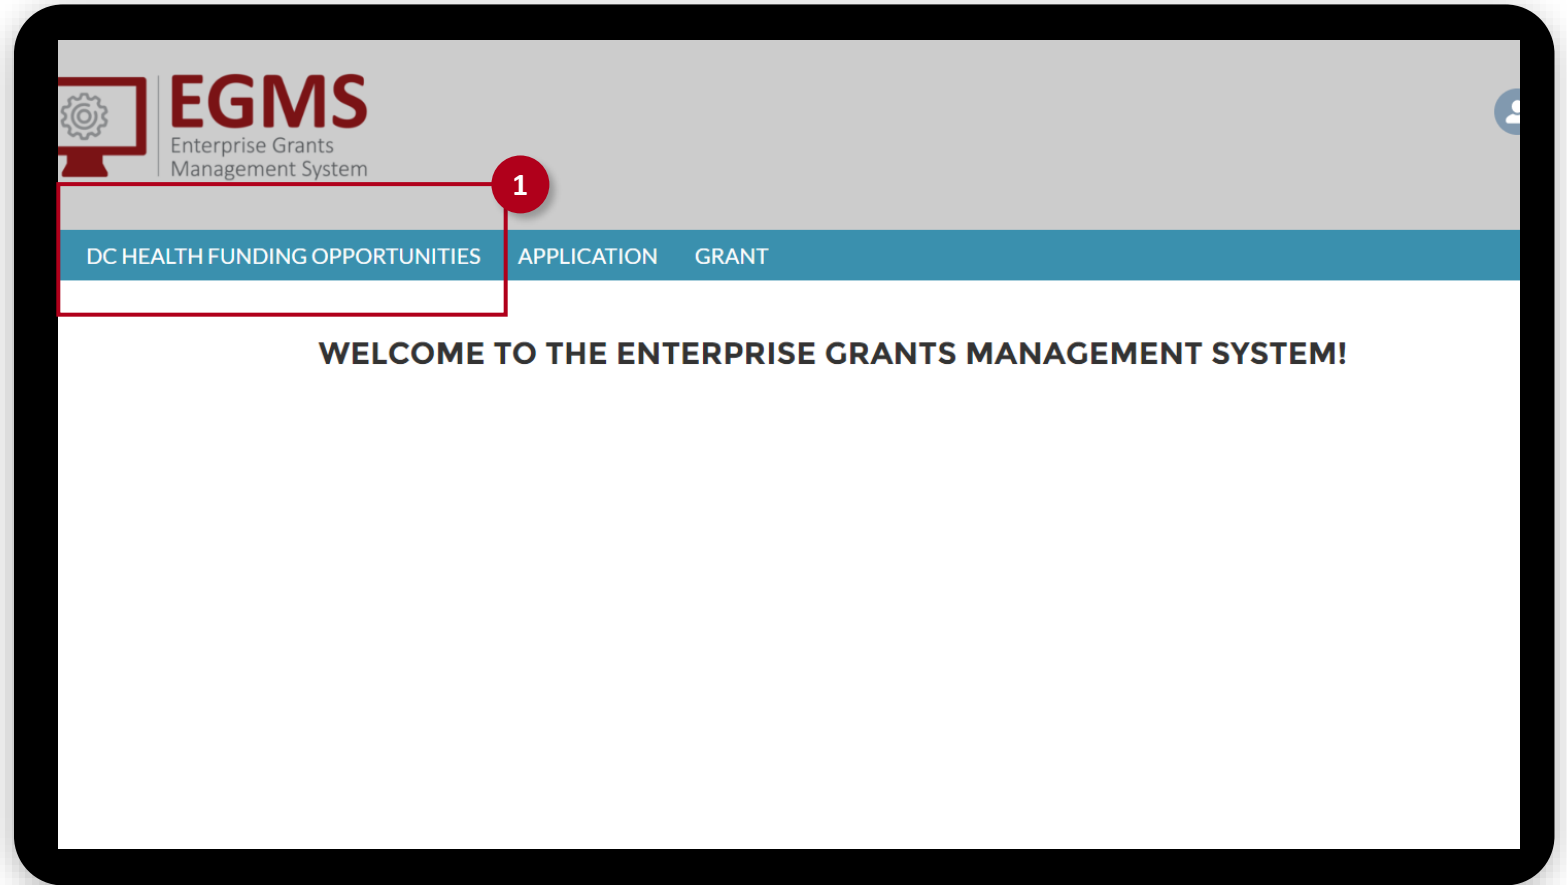 EGMS
Enterprise Grants
Management System
1
DC HEALTH FUNDING OPPORTUNITIES APPLICATION GRANT
WELCOME TO THE ENTERPRISE GRANTS MANAGEMENT SYSTEM!